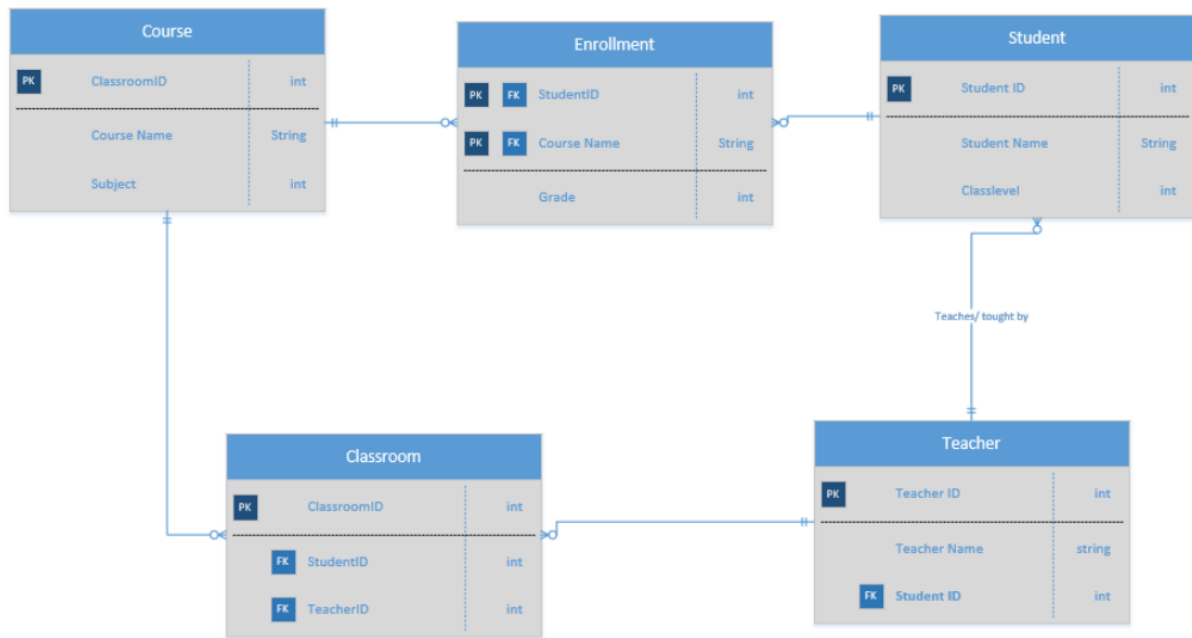 Course
PK ClassroomID int
Course Name String
Subject int
Enrollment
PK FK StudentID int
PK FK Course Name String
Grade int
Student
PK Student ID int
Student Name String
Classlevel int
Teaches/ tought by
Classroom
PK ClassroomID int
FK StudentID int
FK TeacherID int
Teacher
PK Teacher ID int
Teacher Name string
FK Student ID int